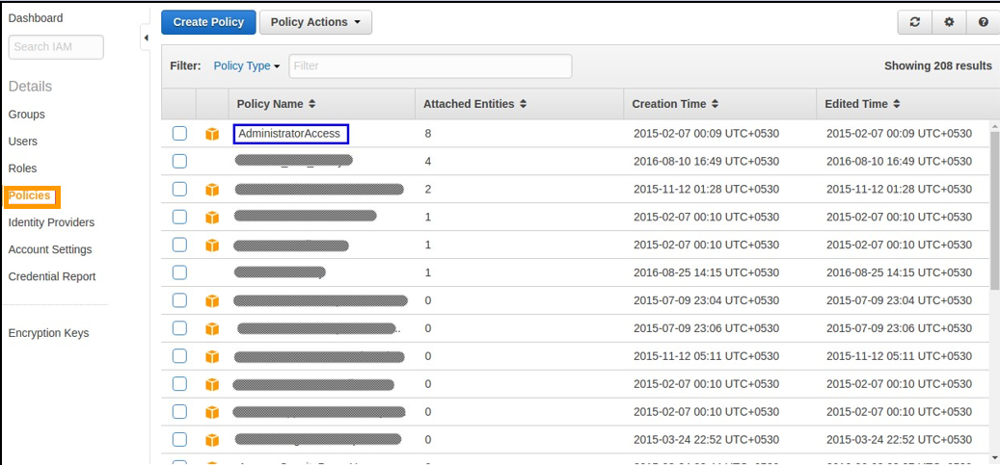 Dashboard
Search IAM
Details
Groups
Users
Roles
Policies
Identity Providers
Account Settings
Credential Report
Encryption Keys
Create Policy Policy Actions
Filter: Policy Type Filter Showing 208 results
Policy Name Attached Entities Creation Time Edited Time
AdministratorAccess 8 2015-02-07 00:09 UTC+0530 2015-02-07 00:09 UTC+0530
4 2016-08-10 16:49 UTC+0530 2016-08-10 16:49 UTC+0530
2 2015-11-12 01:28 UTC+0530 2015-11-12 01:28 UTC+0530
1 2015-02-07 00:10 UTC+0530 2015-02-07 00:10 UTC+0530
1 2015-02-07 00:10 UTC+0530 2015-02-07 00:10 UTC+0530
1 2016-08-25 14:15 UTC+0530 2016-08-25 14:15 UTC+0530
0 2015-07-09 23:04 UTC+0530 2015-07-09 23:04 UTC+0530
0 2015-07-09 23:06 UTC+0530 2015-07-09 23:06 UTC+0530
0 2015-11-12 05:11 UTC+0530 2015-11-12 05:11 UTC+0530
0 2015-02-07 00:10 UTC+0530 2015-02-07 00:10 UTC+0530
0 2015-02-07 00:10 UTC+0530 2015-02-07 00:10 UTC+0530
0 2015-03-24 22:52 UTC+0530 2015-03-24 22:52 UTC+0530